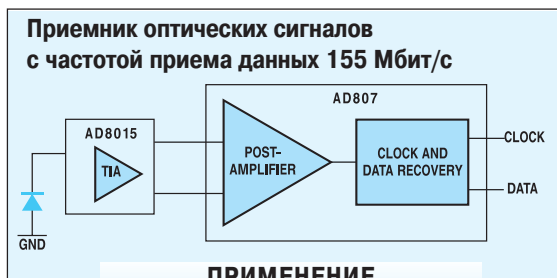 Приемник оптических сигналов
с частотой приема данных 155 Мбит/с
AD807
AD8015
TIA
POST-
AMPLIFIER
CLOCK AND
DATA RECOVERY
CLOCK
DATA
GND
ПРИМЕНЕНИЕ